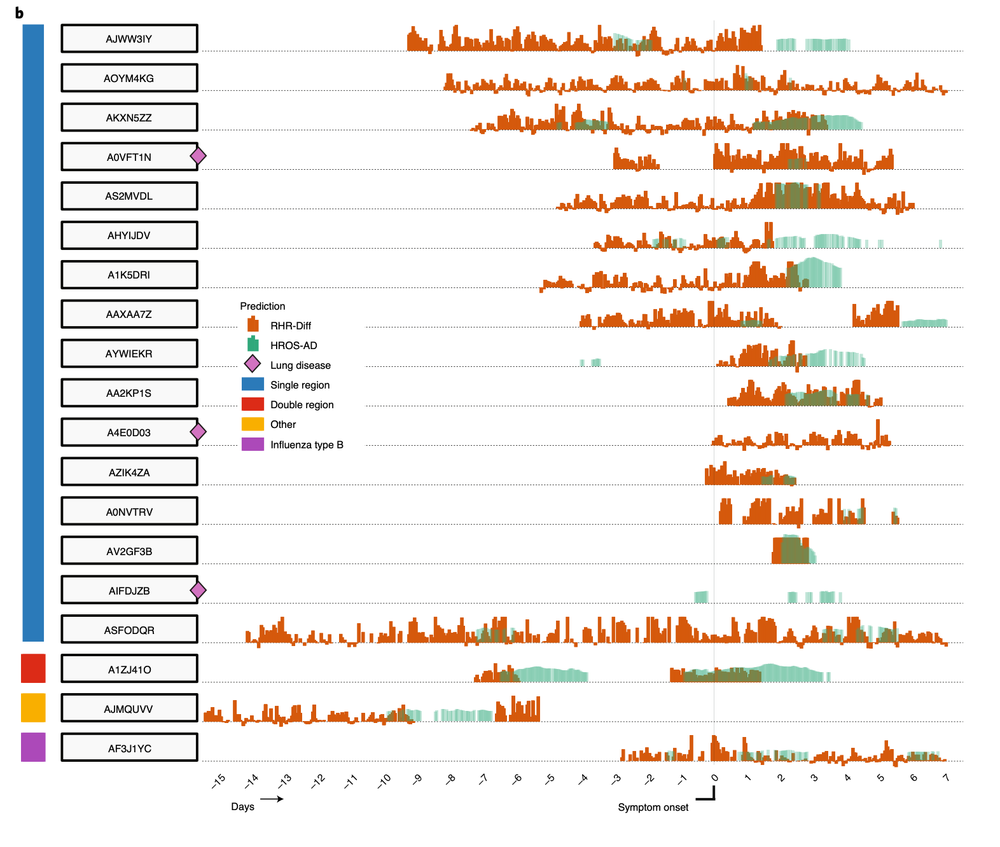 b
AJWW3IY
AOYM4KG
AKXN5ZZ
A0VFT1N
AS2MVDL
AHYIJDV
A1K5DRI
AAXAA7Z
AYWIEKR
AA2KP1S
A4E0D03
AZIK4ZA
A0NVTRV
AV2GF3B
AIFDJZB
ASFODQR
A1ZJ41O
AJMQUVV
AF3J1YC
Prediction
RHR-Diff
HROS-AD
Lung disease
Single region
Double region
Other
Influenza type B
–15 –14 –13 –12 –11 –10 –9 –8 –7 –6 –5 –4 –3 –2 –1 0 1 2 3 4 5 6 7
Days
Symptom onset